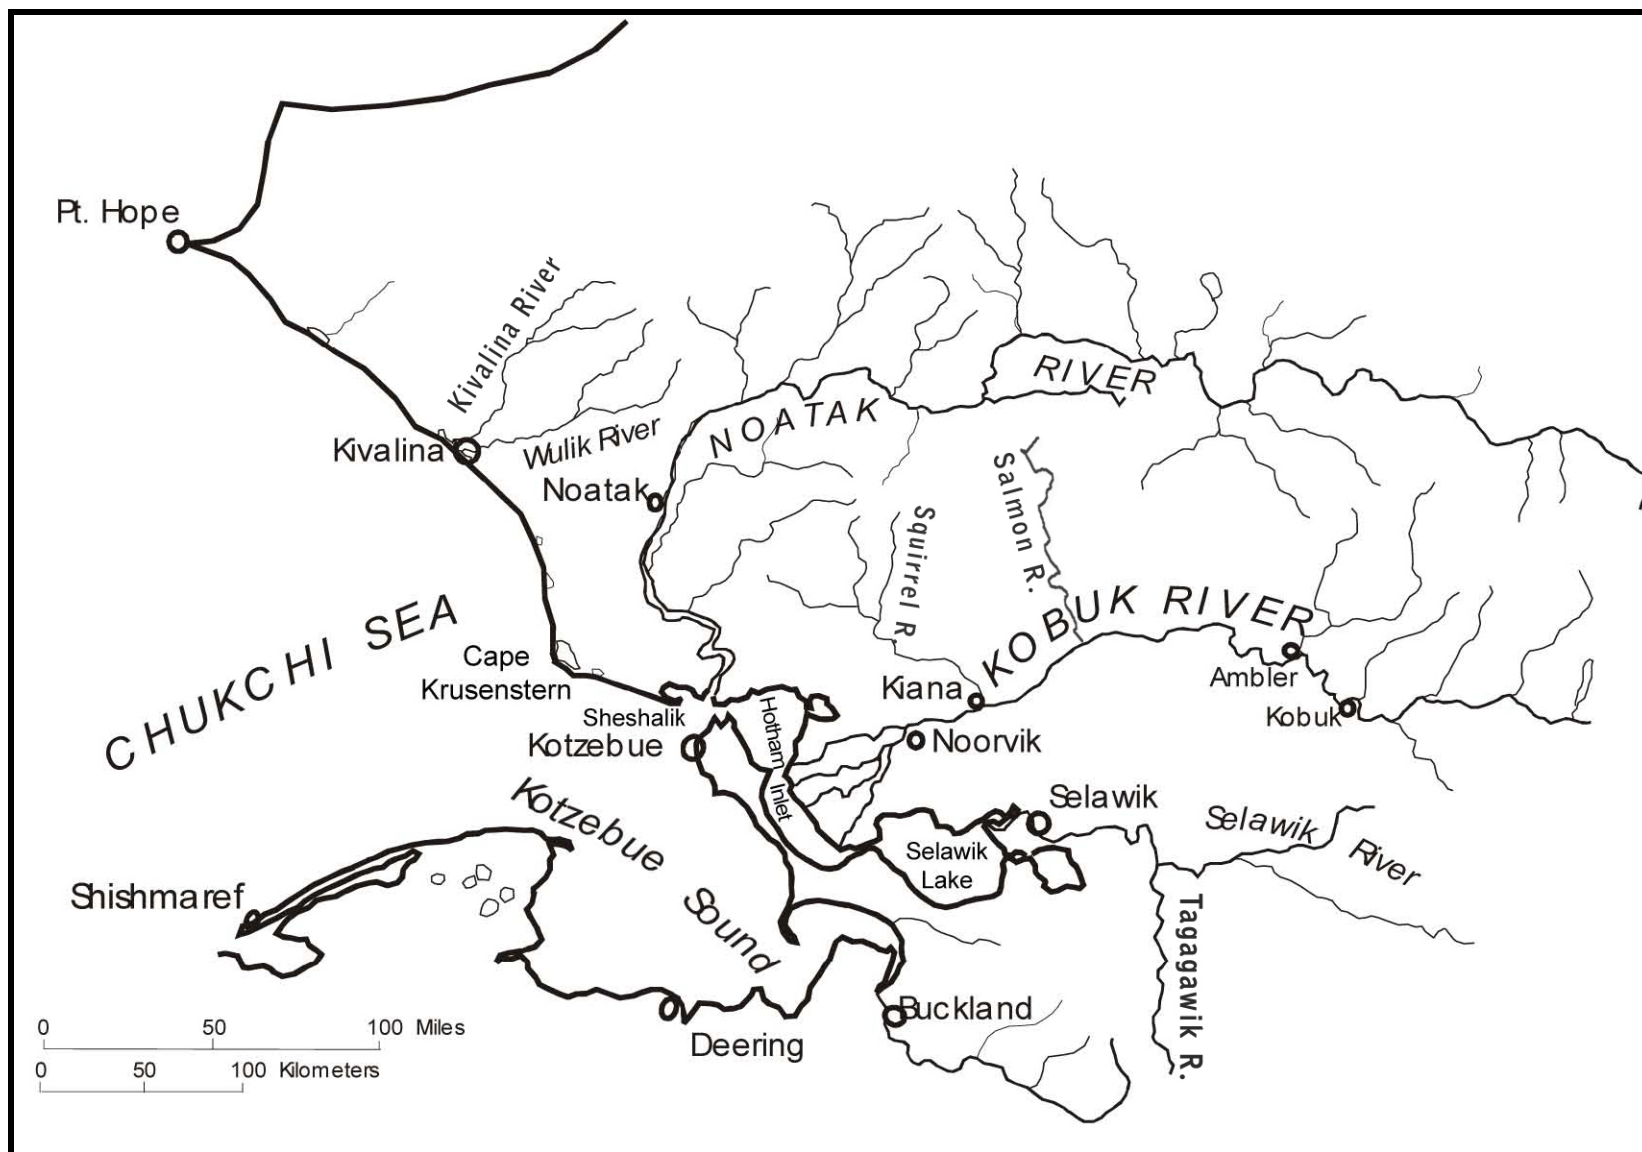 Pt. Hope
Kivalina River
Kivalina
Wulik River
Noatak
NOATAK
RIVER
Salmon R.
Squirrel R.
KOBUK RIVER
CHUKCHI SEA
Cape
Krusenstern
Sheshalik
Kotzebue
Hotham
Inlet
Kiana
Noorvik
Ambler
Kobuk
Kotzebue
Sound
Selawik
Selawik
River
Selawik
Lake
Shishmaref
Tagagawik R.
Buckland
Deering
0 50 100 Miles
0 50 100 Kilometers